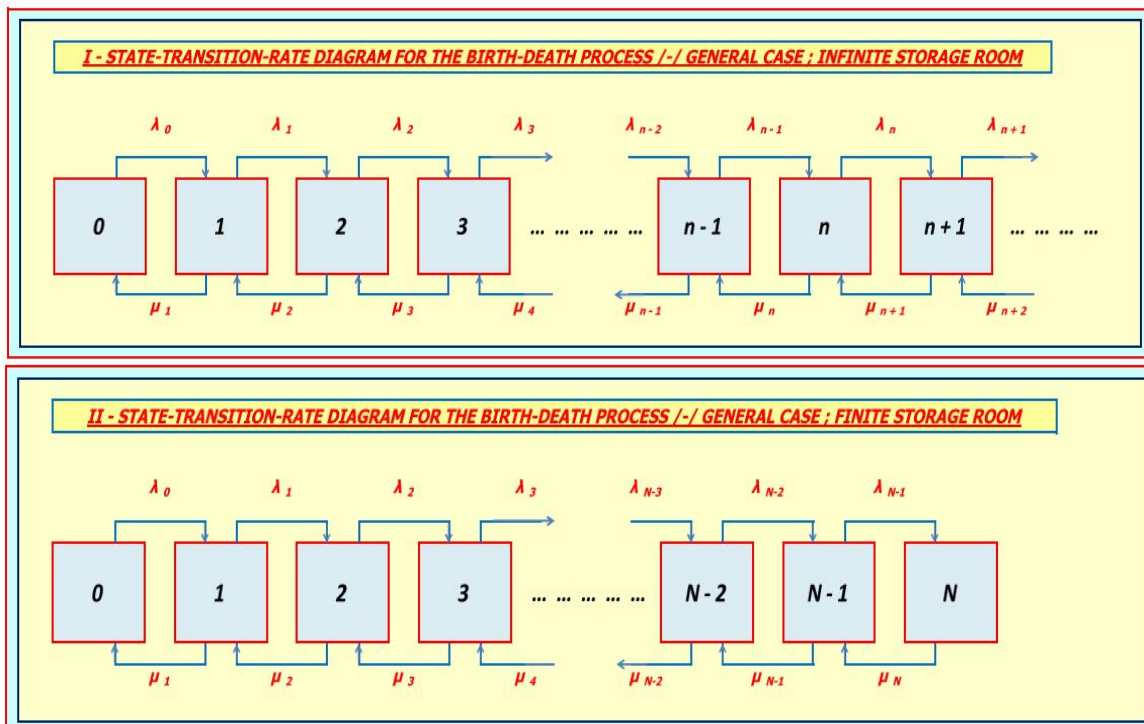 I - STATE-TRANSITION-RATE DIAGRAM FOR THE BIRTH-DEATH PROCESS /-/ GENERAL CASE ; INFINITE STORAGE ROOM
λ 0 λ 1 λ 2 λ 3 λ n-2 λ n-1 λ n λ n+1
0 1 2 3 ... ... ... ... ... n - 1 n n + 1 ... ... ... ...
μ 1 μ 2 μ 3 μ 4 μ n-1 μ n μ n+1 μ n+2
II - STATE-TRANSITION-RATE DIAGRAM FOR THE BIRTH-DEATH PROCESS /-/ GENERAL CASE ; FINITE STORAGE ROOM
λ 0 λ 1 λ 2 λ 3 λ N-3 λ N-2 λ N-1
0 1 2 3 ... ... ... ... ... N - 2 N - 1 N
μ 1 μ 2 μ 3 μ 4 μ N-2 μ N-1 μ N